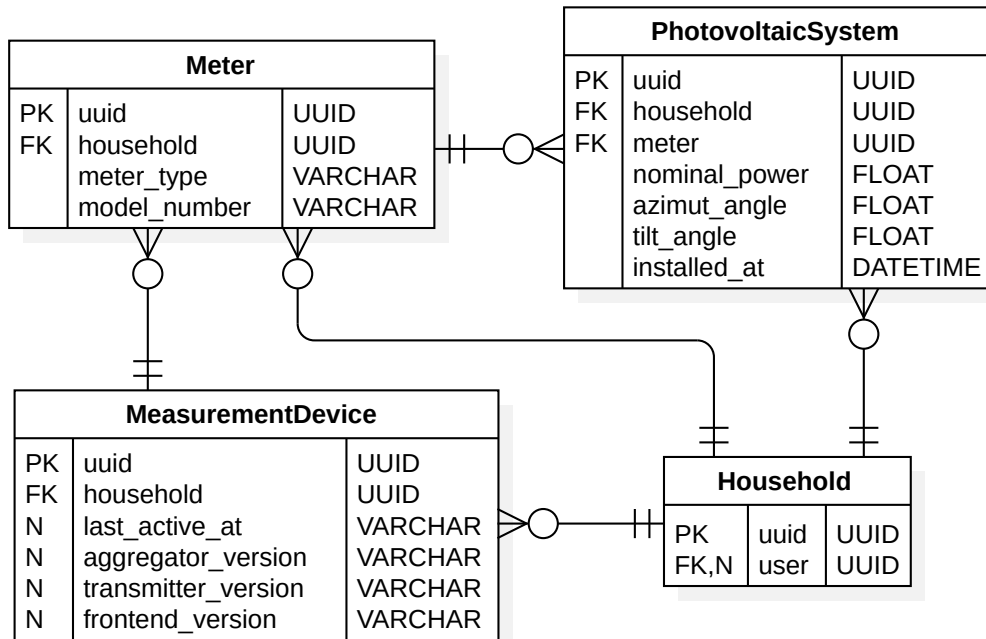 Meter
PK uuid UUID
FK household UUID
meter_type VARCHAR
model_number VARCHAR
PhotovoltaicSystem
PK uuid UUID
FK household UUID
FK meter UUID
nominal_power FLOAT
azimut_angle FLOAT
tilt_angle FLOAT
installed_at DATETIME
MeasurementDevice
PK uuid UUID
FK household UUID
N last_active_at VARCHAR
N aggregator_version VARCHAR
N transmitter_version VARCHAR
N frontend_version VARCHAR
Household
PK uuid UUID
FK,N user UUID